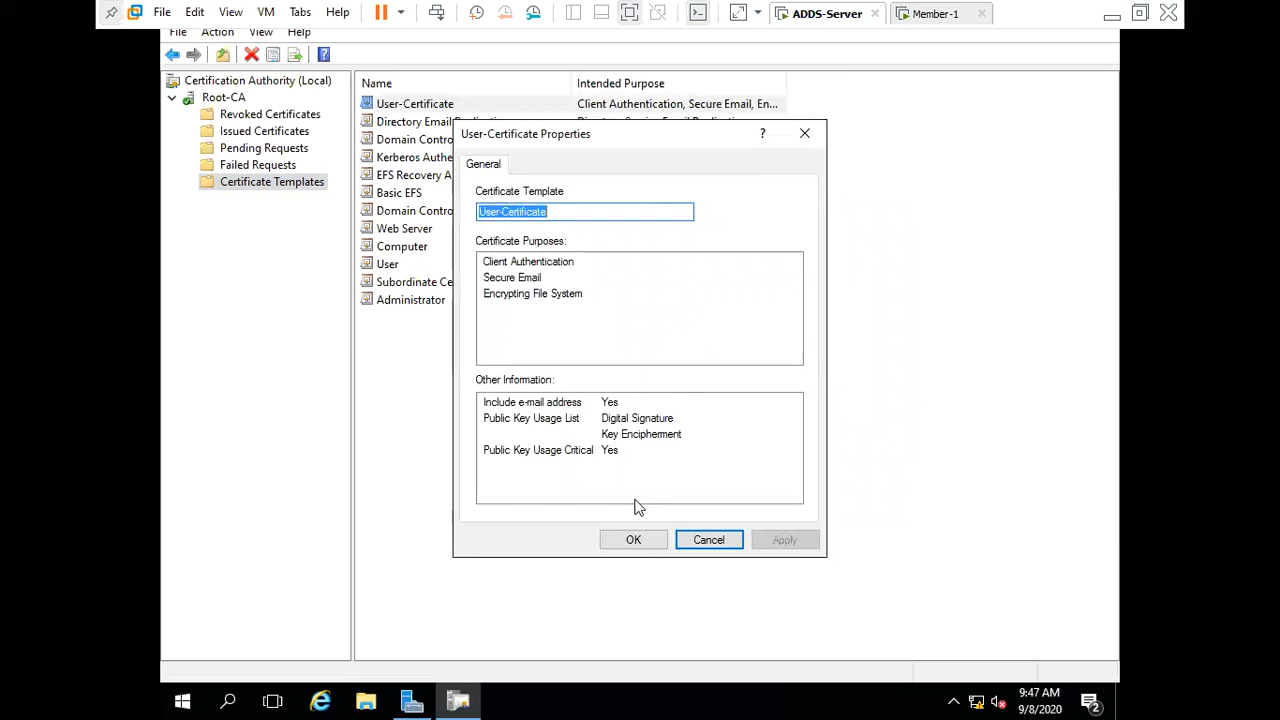 File Edit View VM Tabs Help ADDS-Server Member-1
File Action View Help
Certification Authority (Local)
Root-CA
Revoked Certificates
Issued Certificates
Pending Requests
Failed Requests
Certificate Templates
Name Intended Purpose
User-Certificate Client Authentication, Secure Email, En...
Directory Email
Domain Contro
Kerberos Authe
EFS Recovery A
Basic EFS
Domain Contro
Web Server
Computer
User
Subordinate Ce
Administrator
User-Certificate Properties ?
General
Certificate Template
User-Certificate
Certificate Purposes:
Client Authentication
Secure Email
Encrypting File System
Other Information:
Include e-mail address Yes
Public Key Usage List Digital Signature
Key Encipherment
Public Key Usage Critical Yes
OK Cancel Apply
9:47 AM
9/8/2020
2